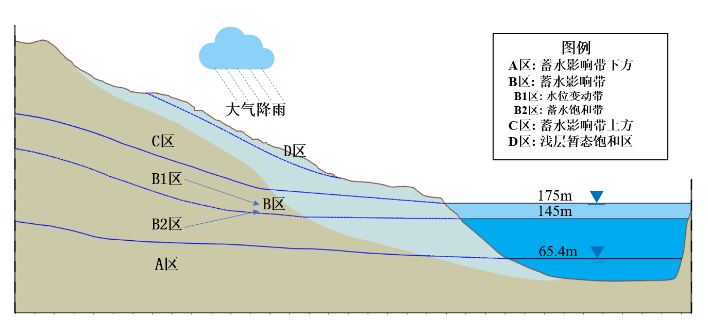 大气降雨
图例
A区: 蓄水影响带下方
B区: 蓄水影响带
B1区: 水位变动带
B2区: 蓄水饱和带
C区: 蓄水影响带上方
D区: 浅层暂态饱和区
C区
D区
B1区
B区
B2区
A区
175m
145m
65.4m